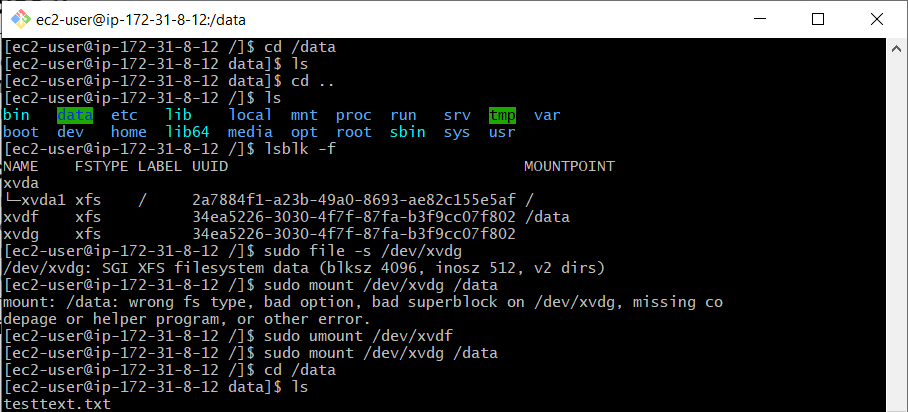 ec2-user@ip-172-31-8-12:/data
[ec2-user@ip-172-31-8-12 /]$ cd /data
[ec2-user@ip-172-31-8-12 data]$ ls
[ec2-user@ip-172-31-8-12 data]$ cd ..
[ec2-user@ip-172-31-8-12 /]$ ls
bin   data  etc   lib    local  mnt  proc  run   srv  tmp  var
boot  dev   home  lib64  media  opt  root  sbin  sys  usr
[ec2-user@ip-172-31-8-12 /]$ lsblk -f
NAME    FSTYPE LABEL UUID                                 MOUNTPOINT
xvda
└─xvda1 xfs    /     2a7884f1-a23b-49a0-8693-ae82c155e5af /
xvdf    xfs          34ea5226-3030-4f7f-87fa-b3f9cc07f802 /data
xvdg    xfs          34ea5226-3030-4f7f-87fa-b3f9cc07f802
[ec2-user@ip-172-31-8-12 /]$ sudo file -s /dev/xvdg
/dev/xvdg: SGI XFS filesystem data (blksz 4096, inosz 512, v2 dirs)
[ec2-user@ip-172-31-8-12 /]$ sudo mount /dev/xvdg /data
mount: /data: wrong fs type, bad option, bad superblock on /dev/xvdg, missing co
depage or helper program, or other error.
[ec2-user@ip-172-31-8-12 /]$ sudo umount /dev/xvdf
[ec2-user@ip-172-31-8-12 /]$ sudo mount /dev/xvdg /data
[ec2-user@ip-172-31-8-12 /]$ cd /data
[ec2-user@ip-172-31-8-12 data]$ ls
testtext.txt